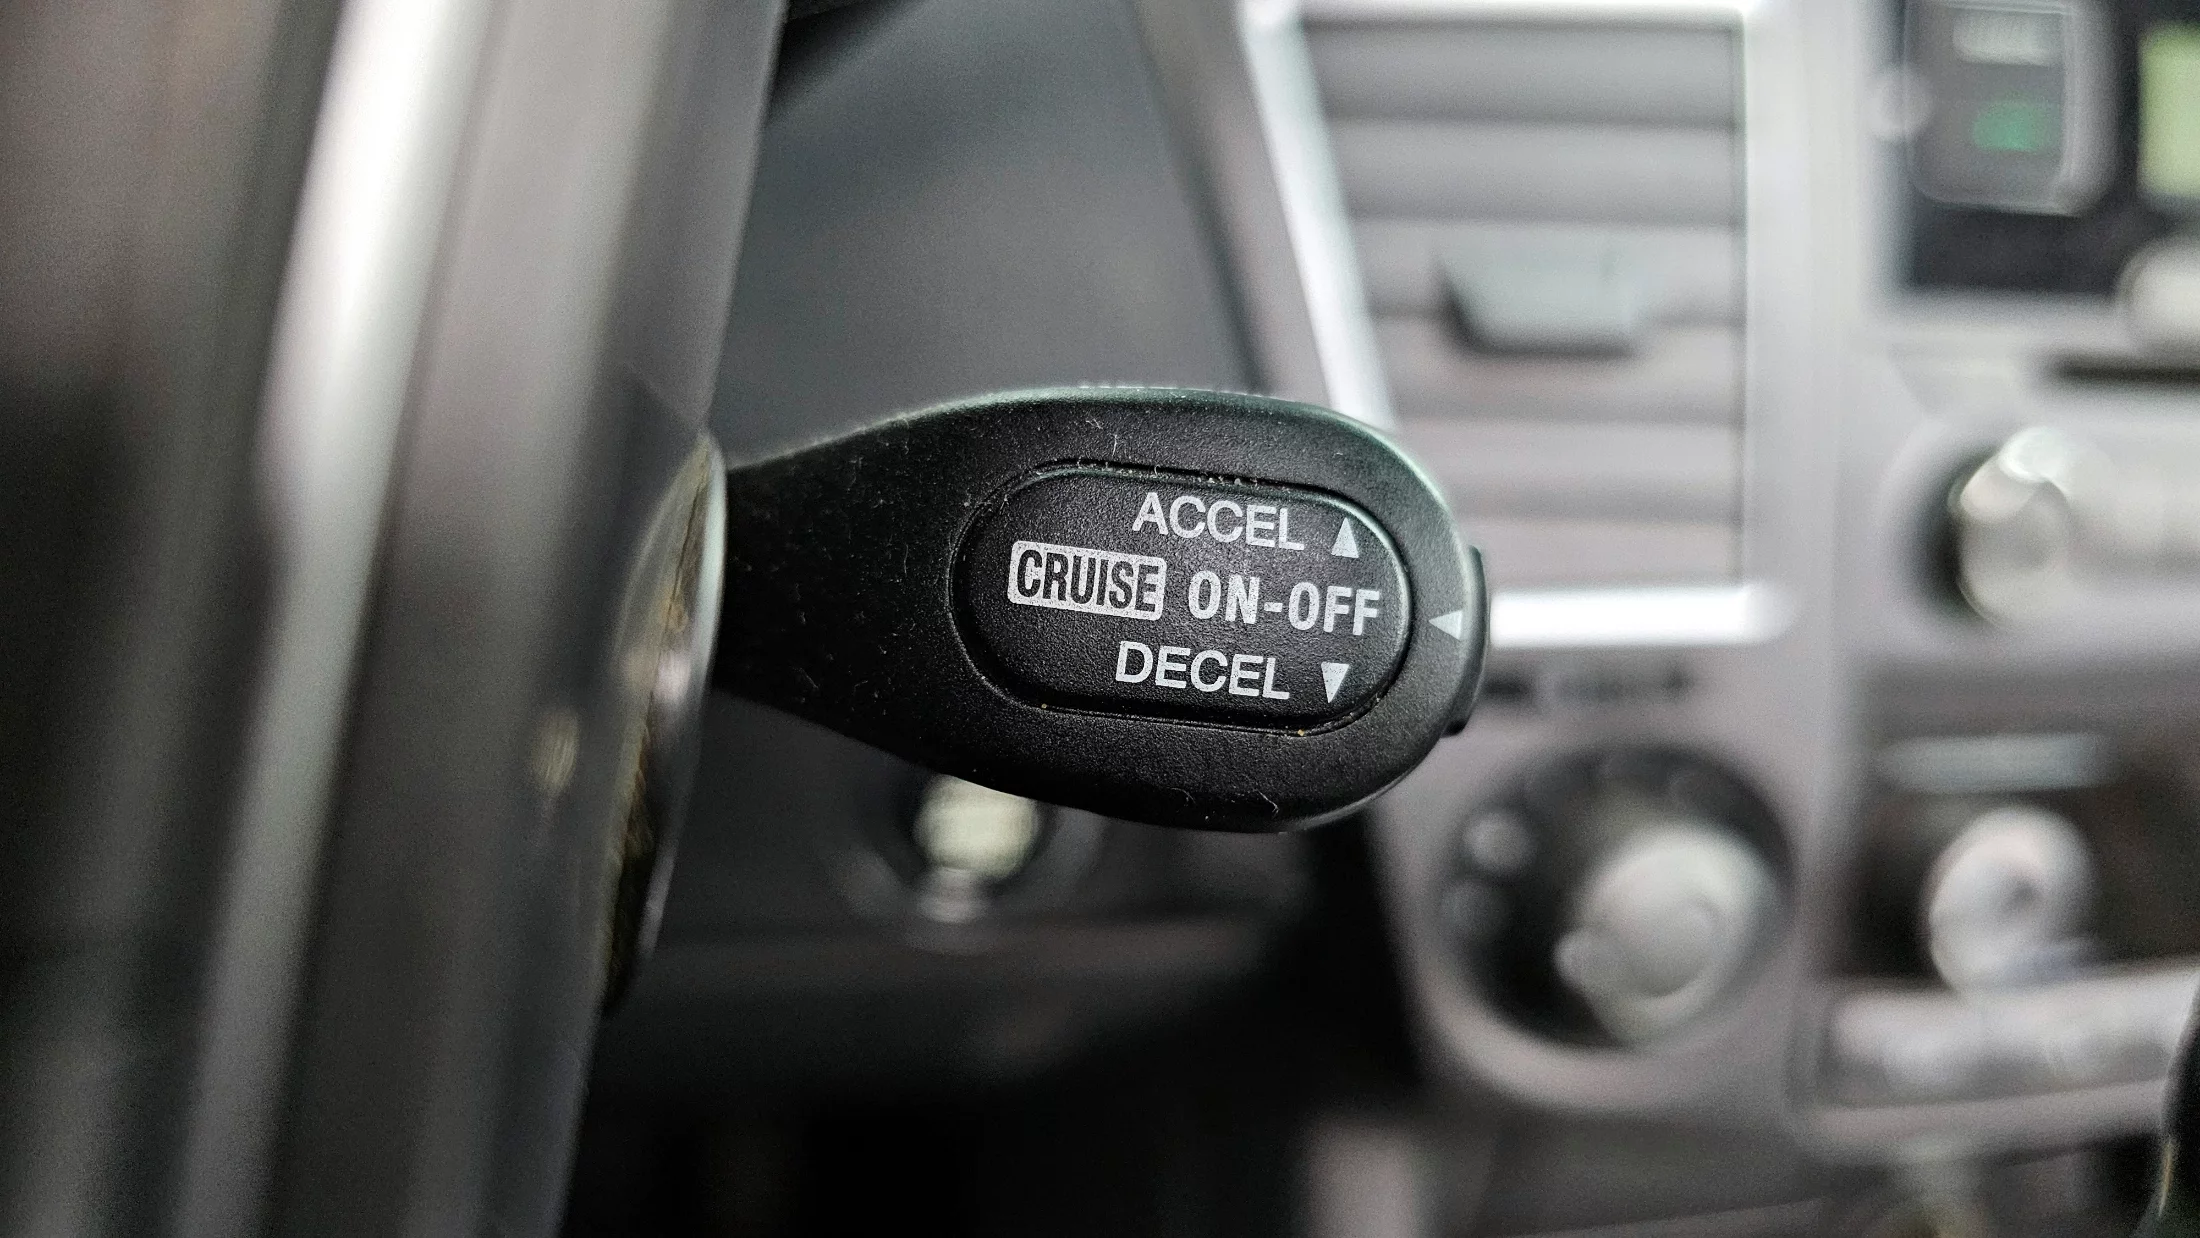 ACCEL ▲
CRUISE ON-OFF ◀
DECEL ▼